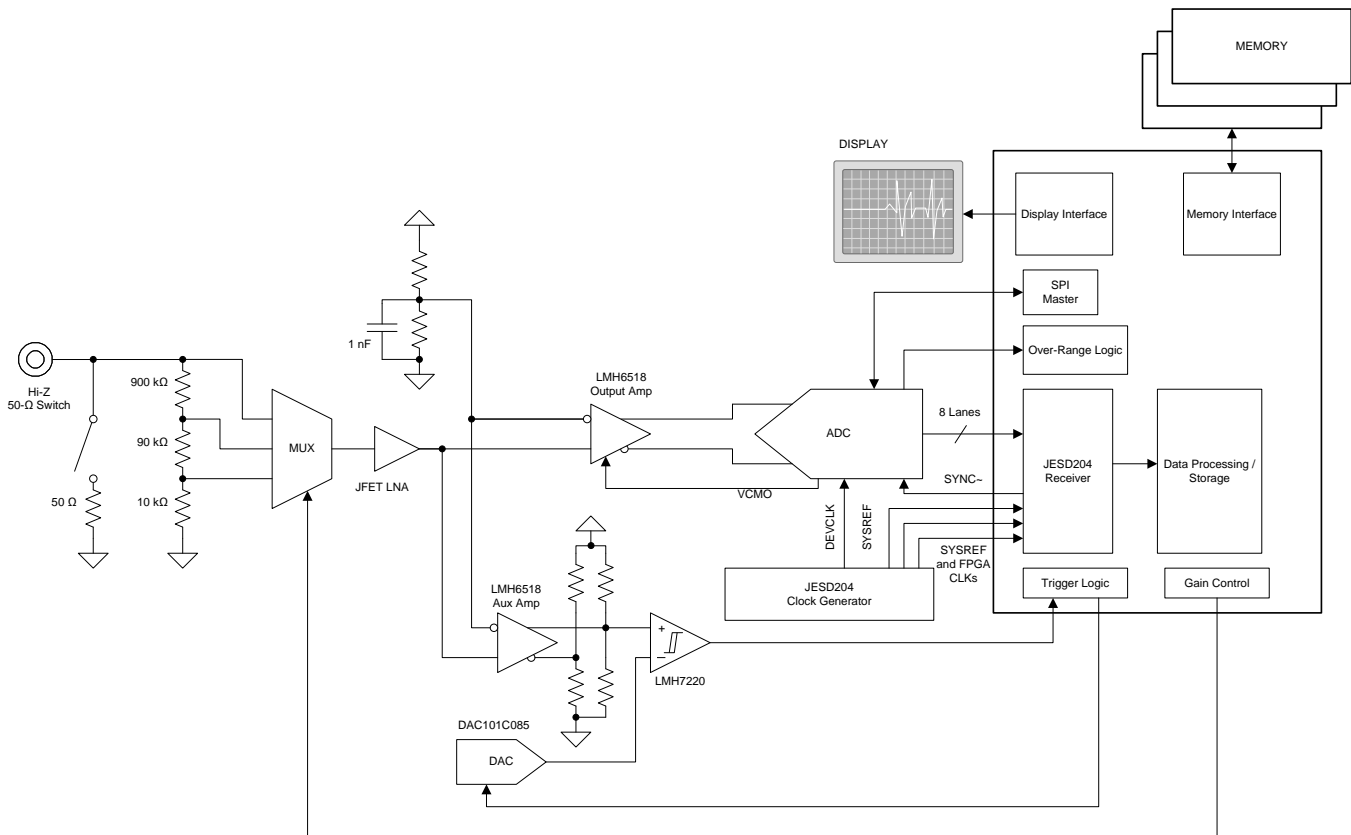 MEMORY
DISPLAY
Display Interface
Memory Interface
SPI
Master
1 nF
Over-Range Logic
Hi-Z
50-Ω Switch
900 kΩ
LMH6518
Output Amp
8 Lanes
ADC
90 kΩ
MUX
JFET LNA
JESD204
Receiver
Data Processing /
Storage
SYNC~
VCMO
50 Ω
10 kΩ
DEVCLK
SYSREF
SYSREF
and FPGA
CLKs
JESD204
Clock Generator
Trigger Logic
Gain Control
LMH6518
Aux Amp
+
–
LMH7220
DAC101C085
DAC